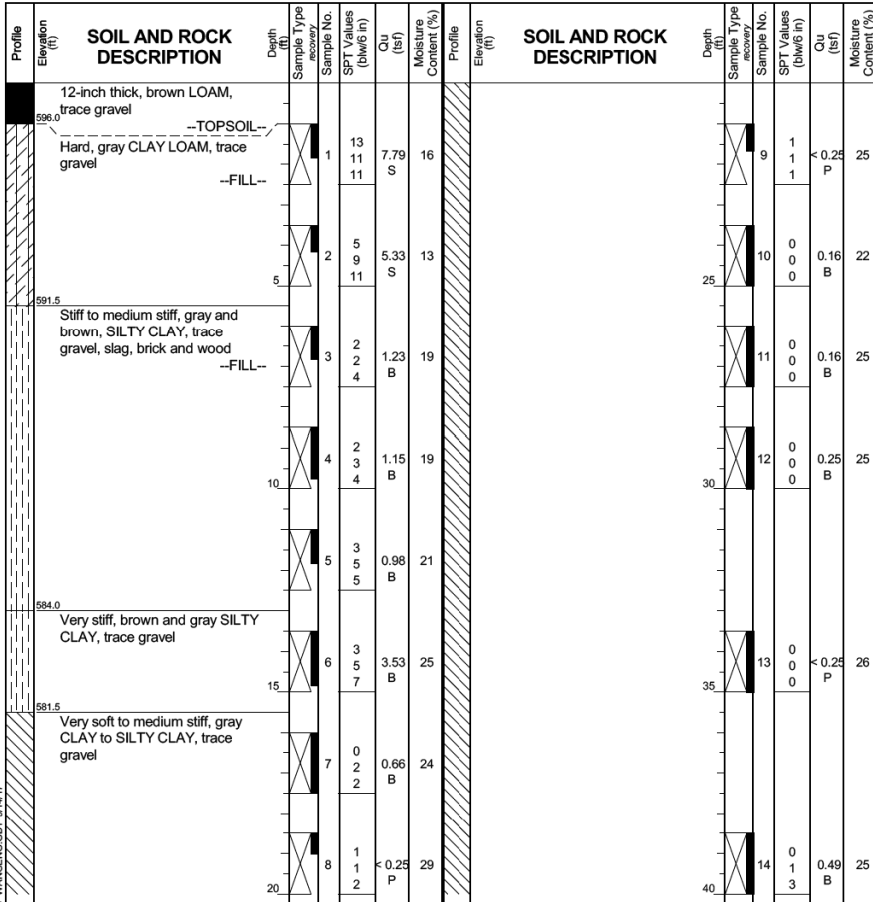 Profile
Elevation (ft)
SOIL AND ROCK DESCRIPTION
Depth (ft)
Sample Type recovery
Sample No.
SPT Values (blw/6 in)
Qu (tsf)
Moisture Content (%)
Profile
Elevation (ft)
SOIL AND ROCK DESCRIPTION
Depth (ft)
Sample Type recovery
Sample No.
SPT Values (blw/6 in)
Qu (tsf)
Moisture Content (%)
12-inch thick, brown LOAM,
trace gravel
596.0
--TOPSOIL--
Hard, gray CLAY LOAM, trace
gravel
--FILL--
1
13
11
11
7.79
S
16
5
2
5
9
11
5.33
S
13
591.5
Stiff to medium stiff, gray and
brown, SILTY CLAY, trace
gravel, slag, brick and wood
--FILL--
3
2
2
4
1.23
B
19
10
4
2
3
4
1.15
B
19
5
3
5
5
0.98
B
21
584.0
Very stiff, brown and gray SILTY
CLAY, trace gravel
15
6
3
5
7
3.53
B
25
581.5
Very soft to medium stiff, gray
CLAY to SILTY CLAY, trace
gravel
7
0
2
2
0.66
B
24
20
8
1
1
2
< 0.25
P
29
9
1
1
1
< 0.25
P
25
25
10
0
0
0
0.16
B
22
11
0
0
0
0.16
B
25
30
12
0
0
0
0.25
B
25
35
13
0
0
0
< 0.25
P
26
40
14
0
1
3
0.49
B
25